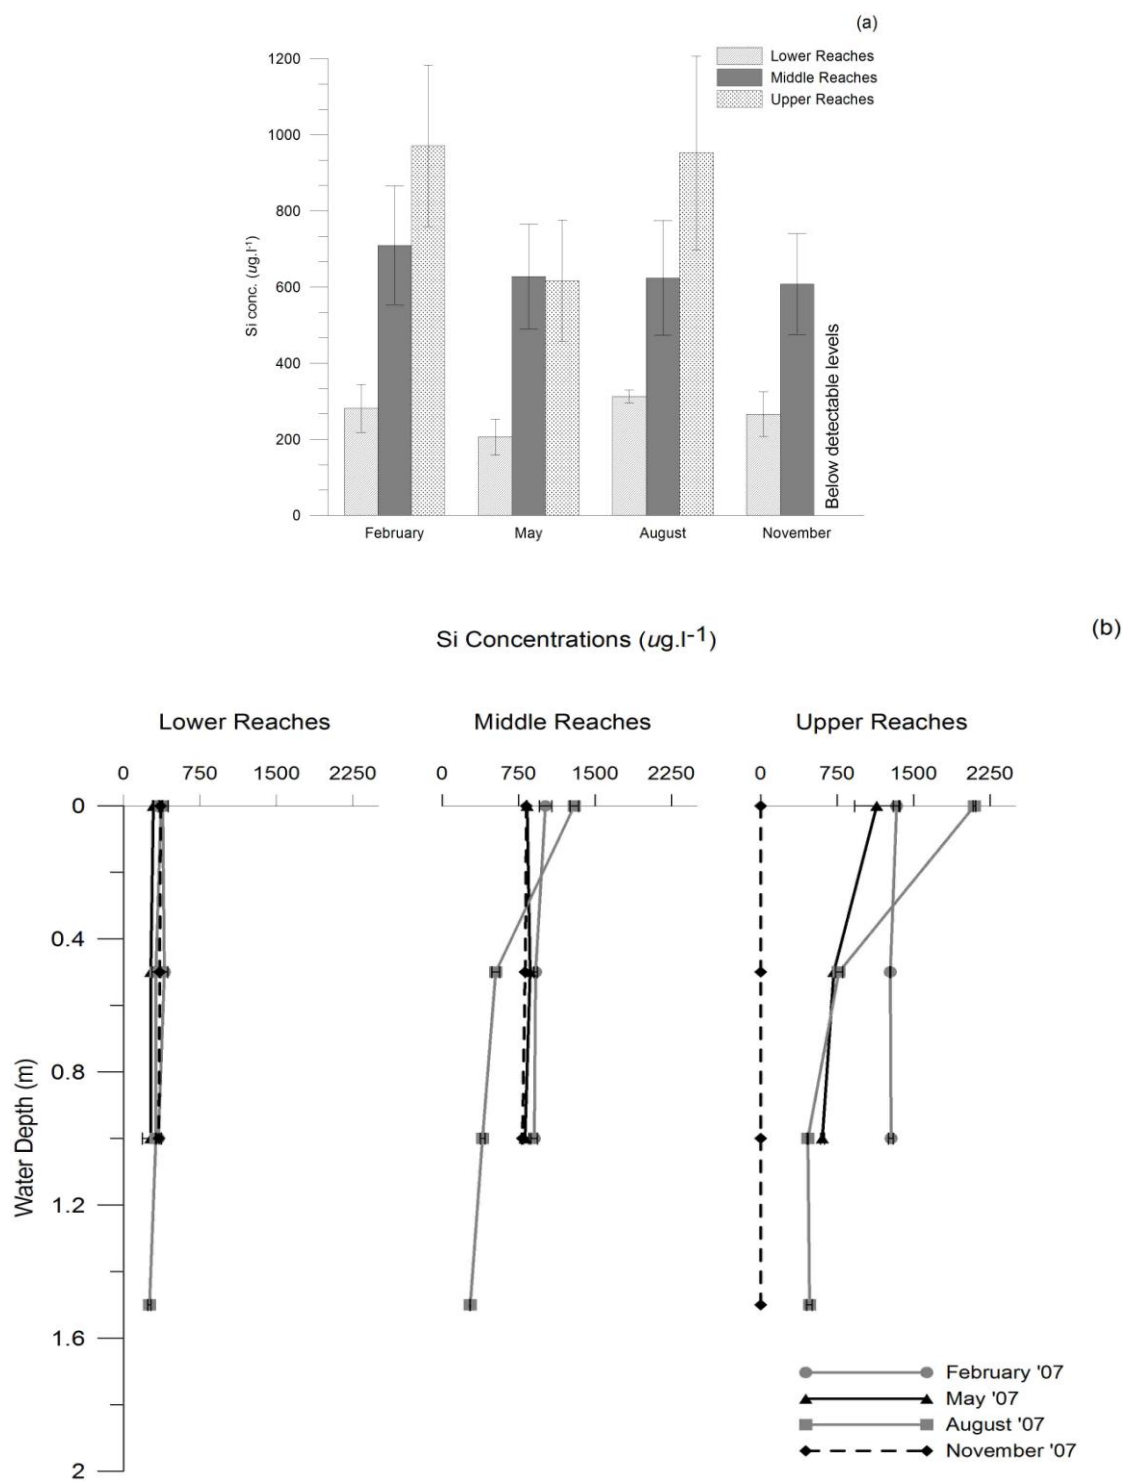 (a)
Lower Reaches
Middle Reaches
Upper Reaches
1200
1000
800
600
400
200
0
Si conc. (ug.l-1)
Below detectable levels
February May August November
Si Concentrations (ug.l-1)
(b)
Lower Reaches Middle Reaches Upper Reaches
0 750 1500 2250 0 750 1500 2250 0 750 1500 2250
0
0.4
0.8
1.2
1.6
2
Water Depth (m)
February '07
May '07
August '07
November '07